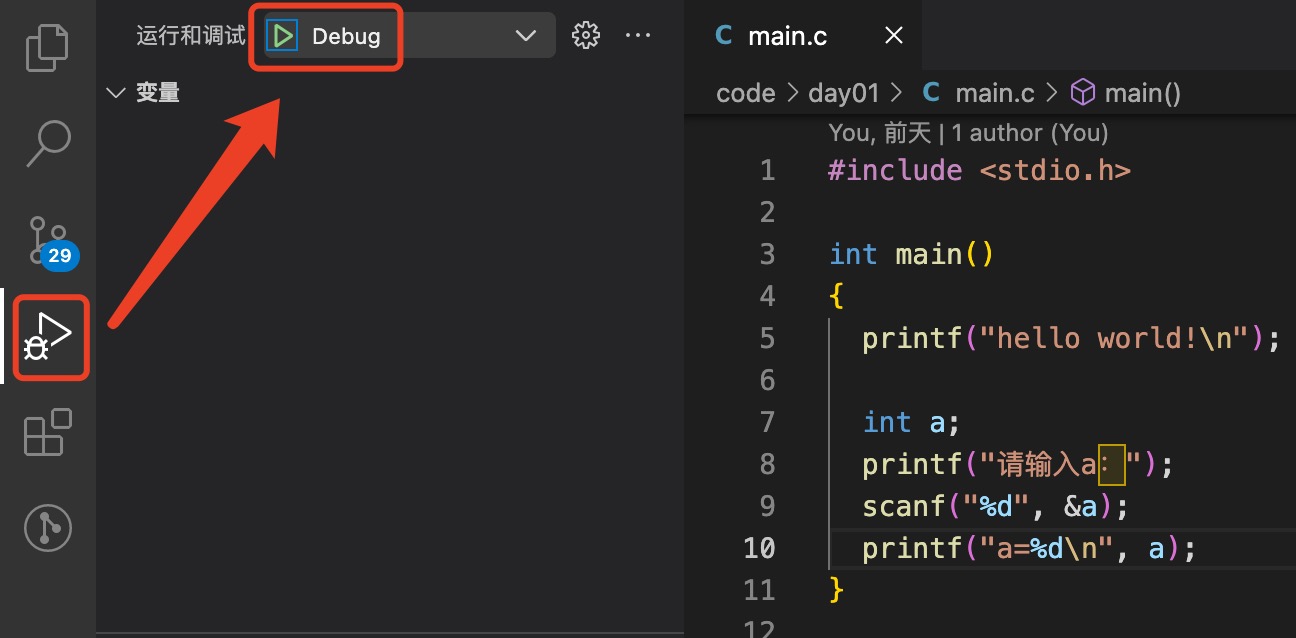 运行和调试 Debug
变量
29
C main.c
code > day01 > C main.c > main()
You, 前天 | 1 author (You)
1 #include <stdio.h>
2
3 int main()
4 {
5 printf("hello world!\n");
6
7 int a;
8 printf("请输入a：");
9 scanf("%d", &a);
10 printf("a=%d\n", a);
11 }
12